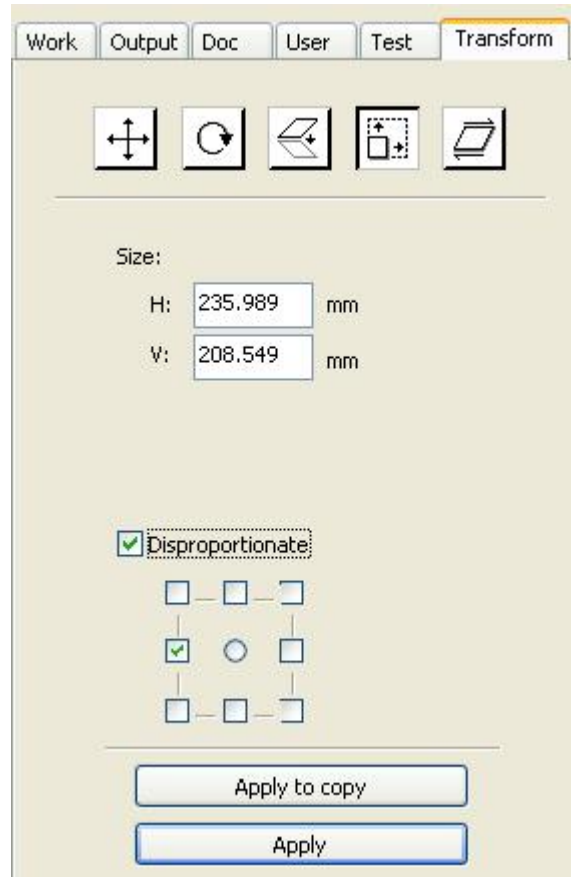 Work Output Doc User Test Transform
Size:
H: 235.989 mm
V: 208.549 mm
Disproportionate
Apply to copy
Apply